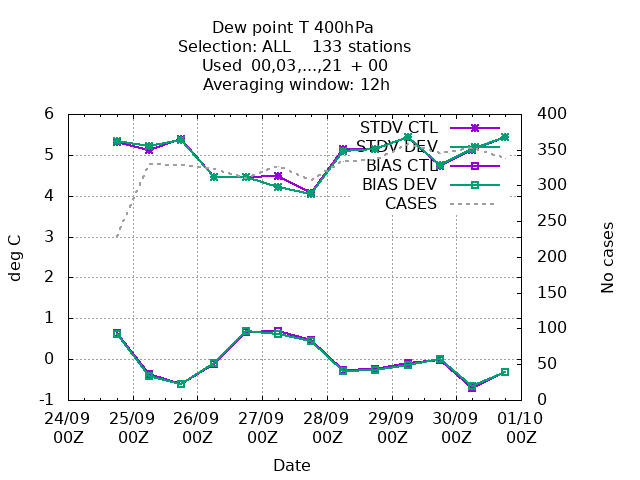 Dew point T 400hPa
Selection: ALL 133 stations
Used 00,03,...,21 + 00
Averaging window: 12h
STDV CTL
STDV DEV
BIAS CTL
BIAS DEV
CASES
6
5
4
3
2
1
0
-1
deg C
400
350
300
250
200
150
100
50
0
No cases
24/09 25/09 26/09 27/09 28/09 29/09 30/09 01/10
00Z 00Z 00Z 00Z 00Z 00Z 00Z 00Z
Date